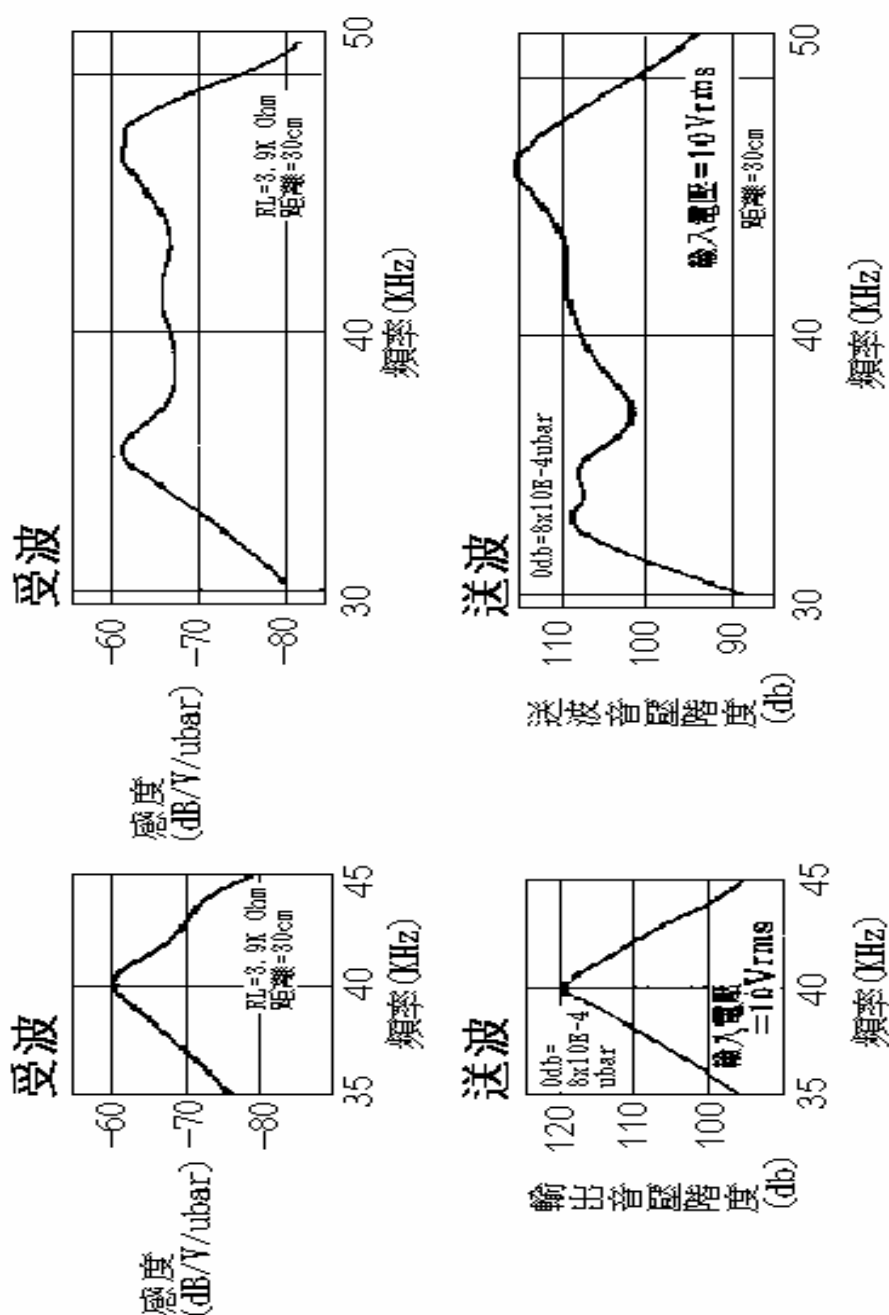 受波
感度
(dB/V/ubar)
-60
-70
-80
RL=3.9K Ohm
距離=30cm
35
40
45
頻率(KHz)
受波
感度
(dB/V/ubar)
-60
-70
-80
RL=3.9K Ohm
距離=30cm
30
40
50
頻率(KHz)
送波
輸出音壓階度
(db)
120
110
100
0db=
8x10E-4
ubar
輸入電壓
=10Vrms
35
40
45
頻率(KHz)
送波
送波音壓階度
(db)
110
100
90
0db=8x10E-4ubar
輸入電壓=10Vrms
距離=30cm
30
40
50
頻率(KHz)